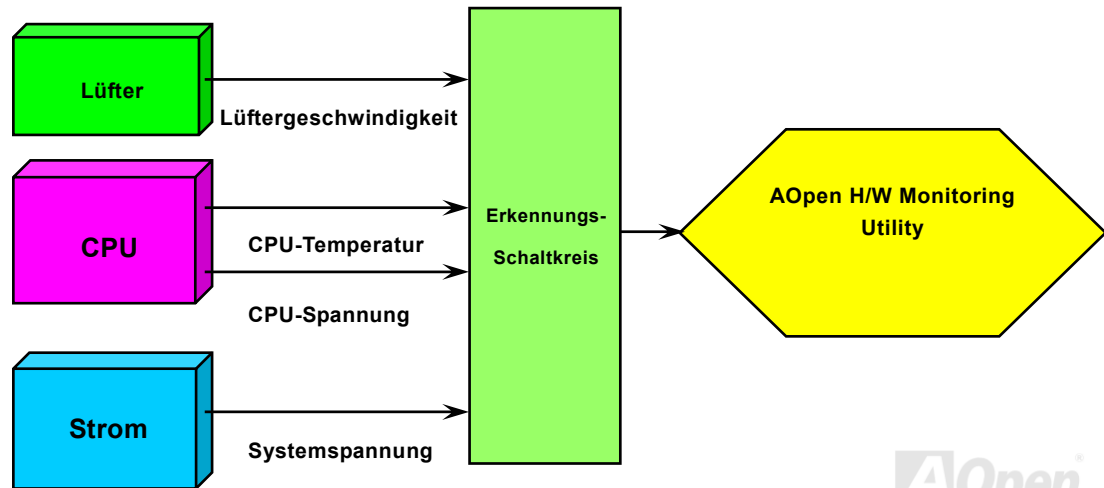 Lüfter
Lüftergeschwindigkeit
CPU
CPU-Temperatur
CPU-Spannung
Strom
Systemspannung
Erkennungs-
Schaltkreis
AOpen H/W Monitoring
Utility
AOpen®